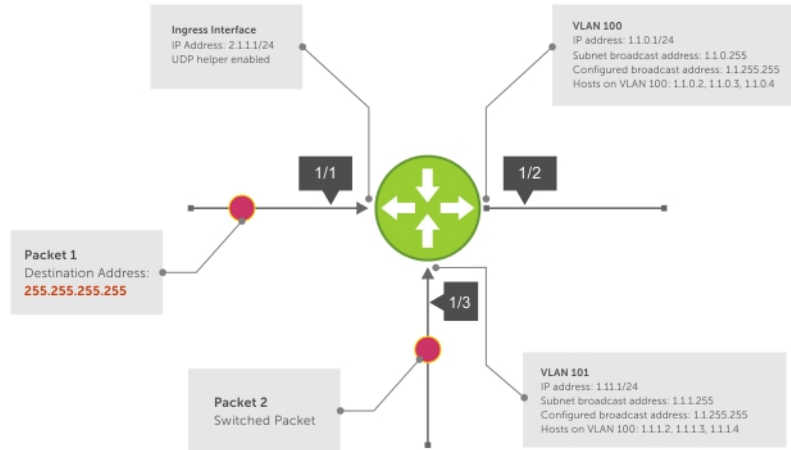 Ingress Interface
IP Address: 2.1.1.1/24
UDP helper enabled
VLAN 100
IP address: 1.1.0.1/24
Subnet broadcast address: 1.1.0.255
Configured broadcast address: 1.1.255.255
Hosts on VLAN 100: 1.1.0.2, 1.1.0.3, 1.1.0.4
1/1
1/2
Packet 1
Destination Address:
255.255.255.255
1/3
Packet 2
Switched Packet
VLAN 101
IP address: 1.11.1/24
Subnet broadcast address: 1.1.1.255
Configured broadcast address: 1.1.255.255
Hosts on VLAN 100: 1.1.1.2, 1.1.1.3, 1.1.1.4